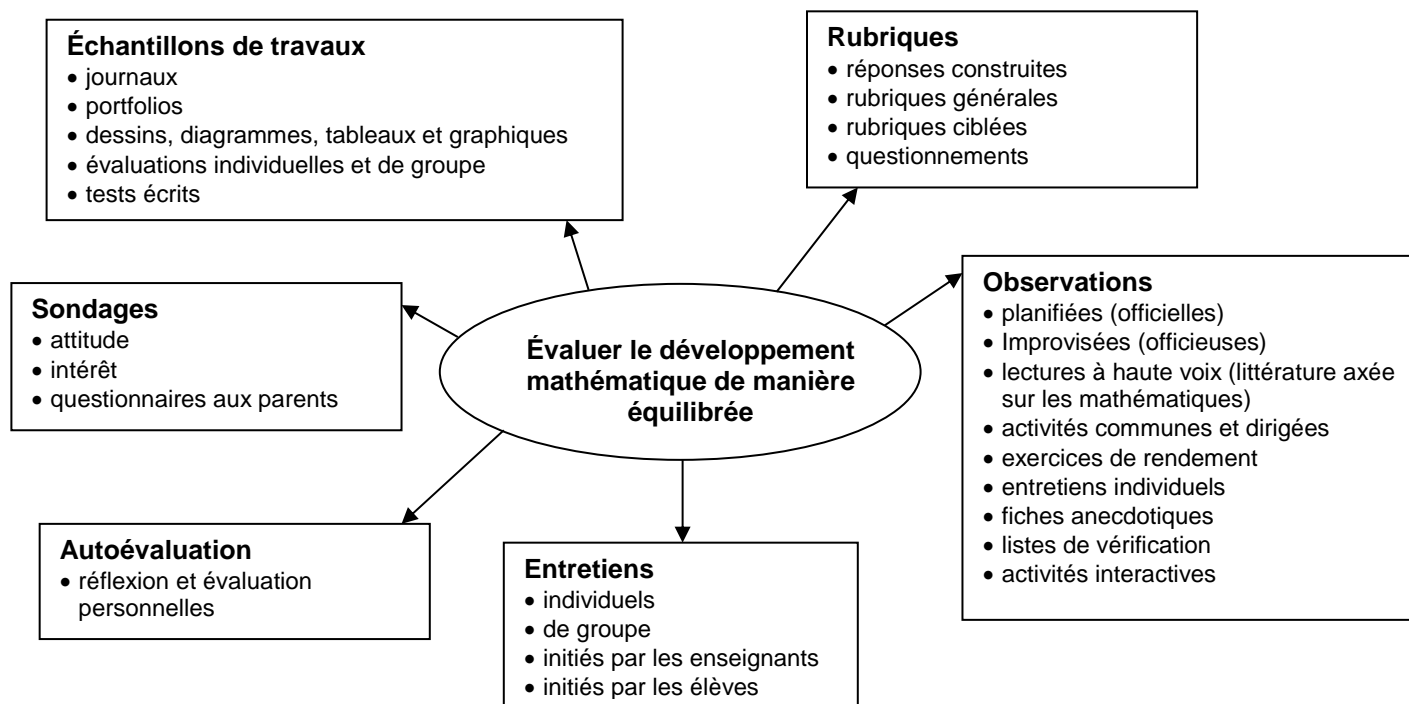 Échantillons de travaux
• journaux
• portfolios
• dessins, diagrammes, tableaux et graphiques
• évaluations individuelles et de groupe
• tests écrits
Rubriques
• réponses construites
• rubriques générales
• rubriques ciblées
• questionnements
Sondages
• attitude
• intérêt
• questionnaires aux parents
Évaluer le développement
mathématique de manière
équilibrée
Observations
• planifiées (officielles)
• Improvisées (officieuses)
• lectures à haute voix (littérature axée
sur les mathématiques)
• activités communes et dirigées
• exercices de rendement
• entretiens individuels
• fiches anecdotiques
• listes de vérification
• activités interactives
Autoévaluation
• réflexion et évaluation
personnelles
Entretiens
• individuels
• de groupe
• initiés par les enseignants
• initiés par les élèves